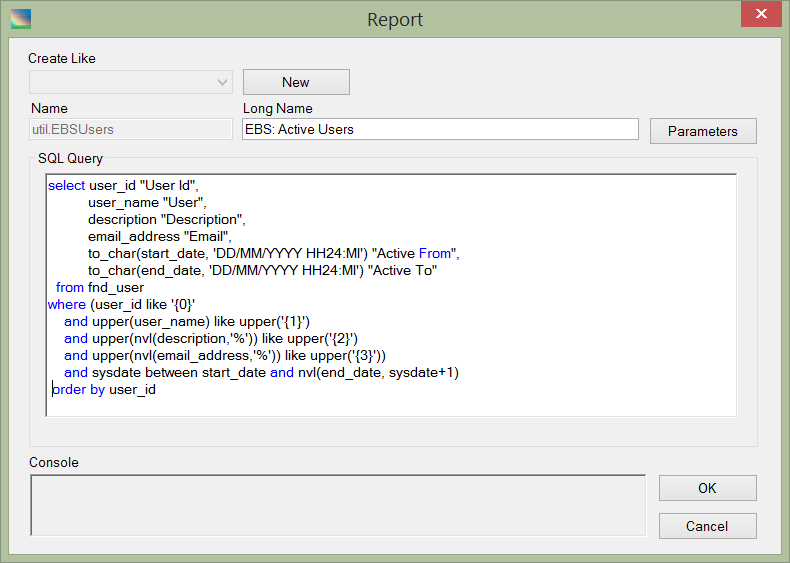 Report
Create Like
New
Name
Long Name
util.EBSUsers
EBS: Active Users
Parameters
SQL Query
select user_id "User Id",
user_name "User",
description "Description",
email_address "Email",
to_char(start_date, 'DD/MM/YYYY HH24:MI') "Active From",
to_char(end_date, 'DD/MM/YYYY HH24:MI') "Active To"
from fnd_user
where (user_id like '{0}'
and upper(user_name) like upper('{1}')
and upper(nvl(description,'%')) like upper('{2}')
and upper(nvl(email_address,'%')) like upper('{3}'))
and sysdate between start_date and nvl(end_date, sysdate+1)
order by user_id
Console
OK
Cancel